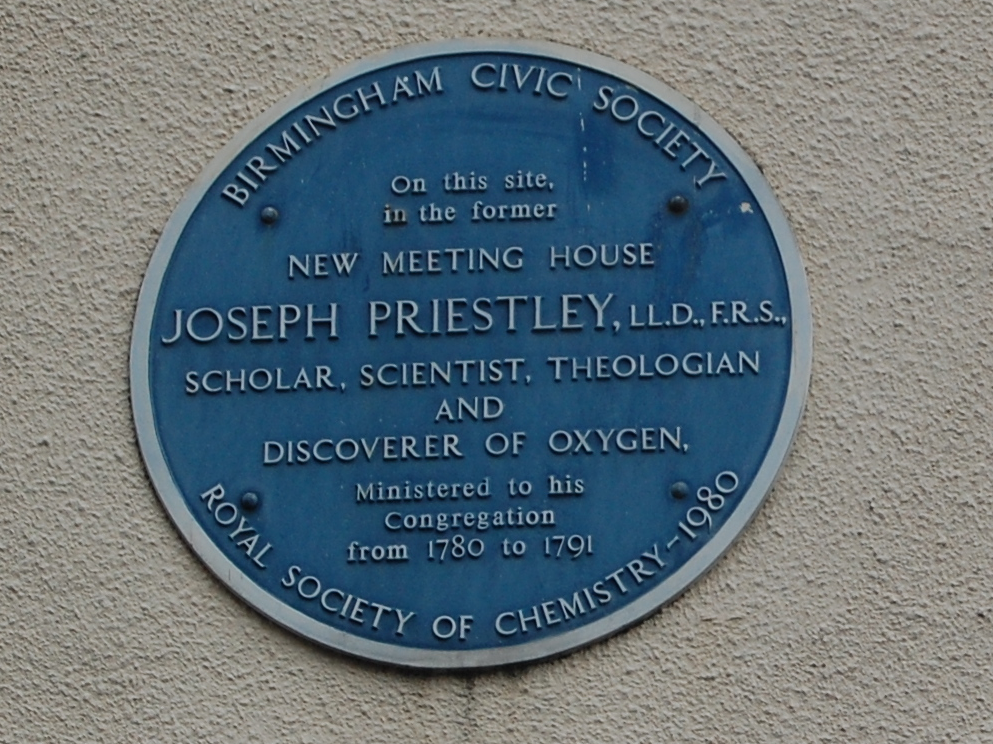 BIRMINGHAM CIVIC SOCIETY
On this site,
in the former
NEW MEETING HOUSE
JOSEPH PRIESTLEY, LL.D., F.R.S.,
SCHOLAR, SCIENTIST, THEOLOGIAN
AND
DISCOVERER OF OXYGEN,
Ministered to his
Congregation
from 1780 to 1791
ROYAL SOCIETY OF CHEMISTRY-1980